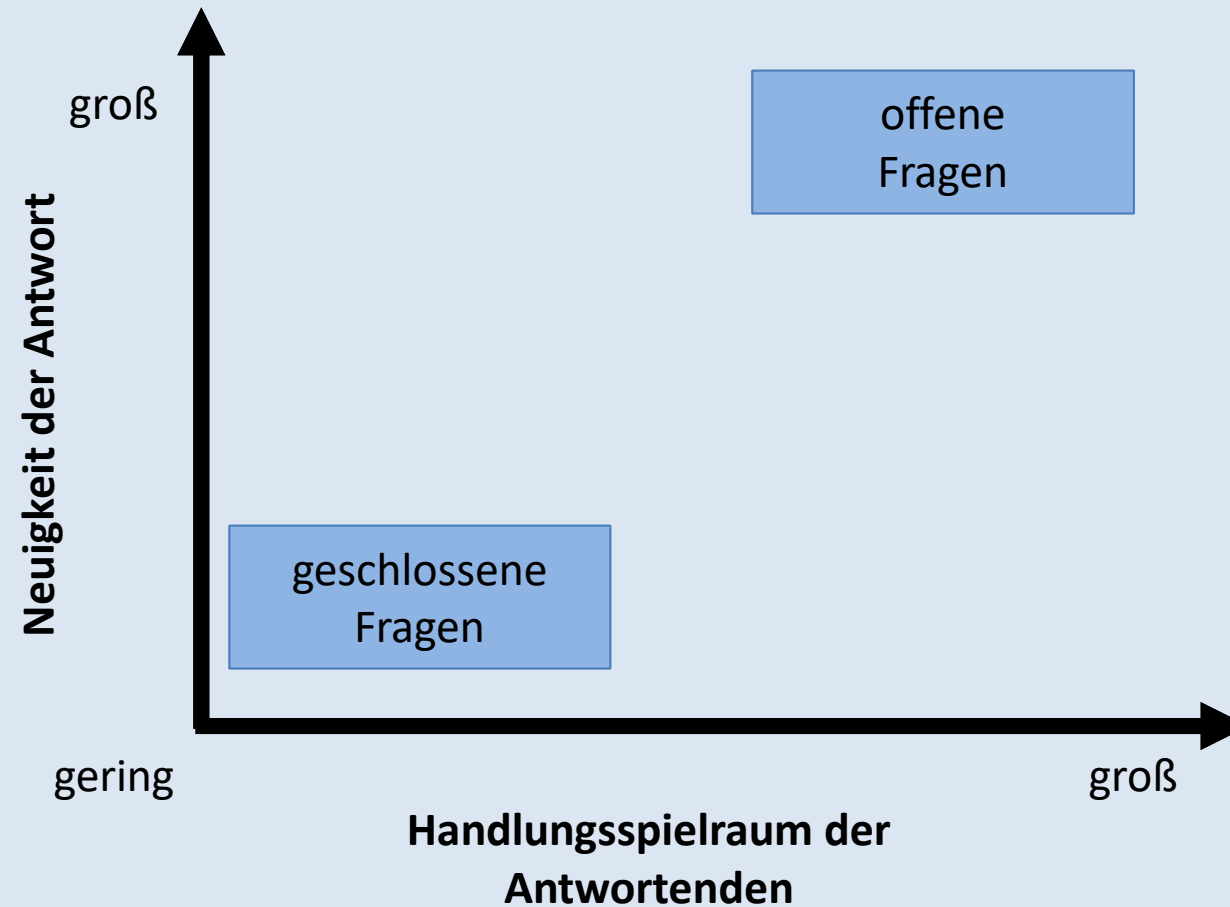 groß
offene
Fragen
Neuigkeit der Antwort
geschlossene
Fragen
gering
groß
Handlungsspielraum der
Antwortenden